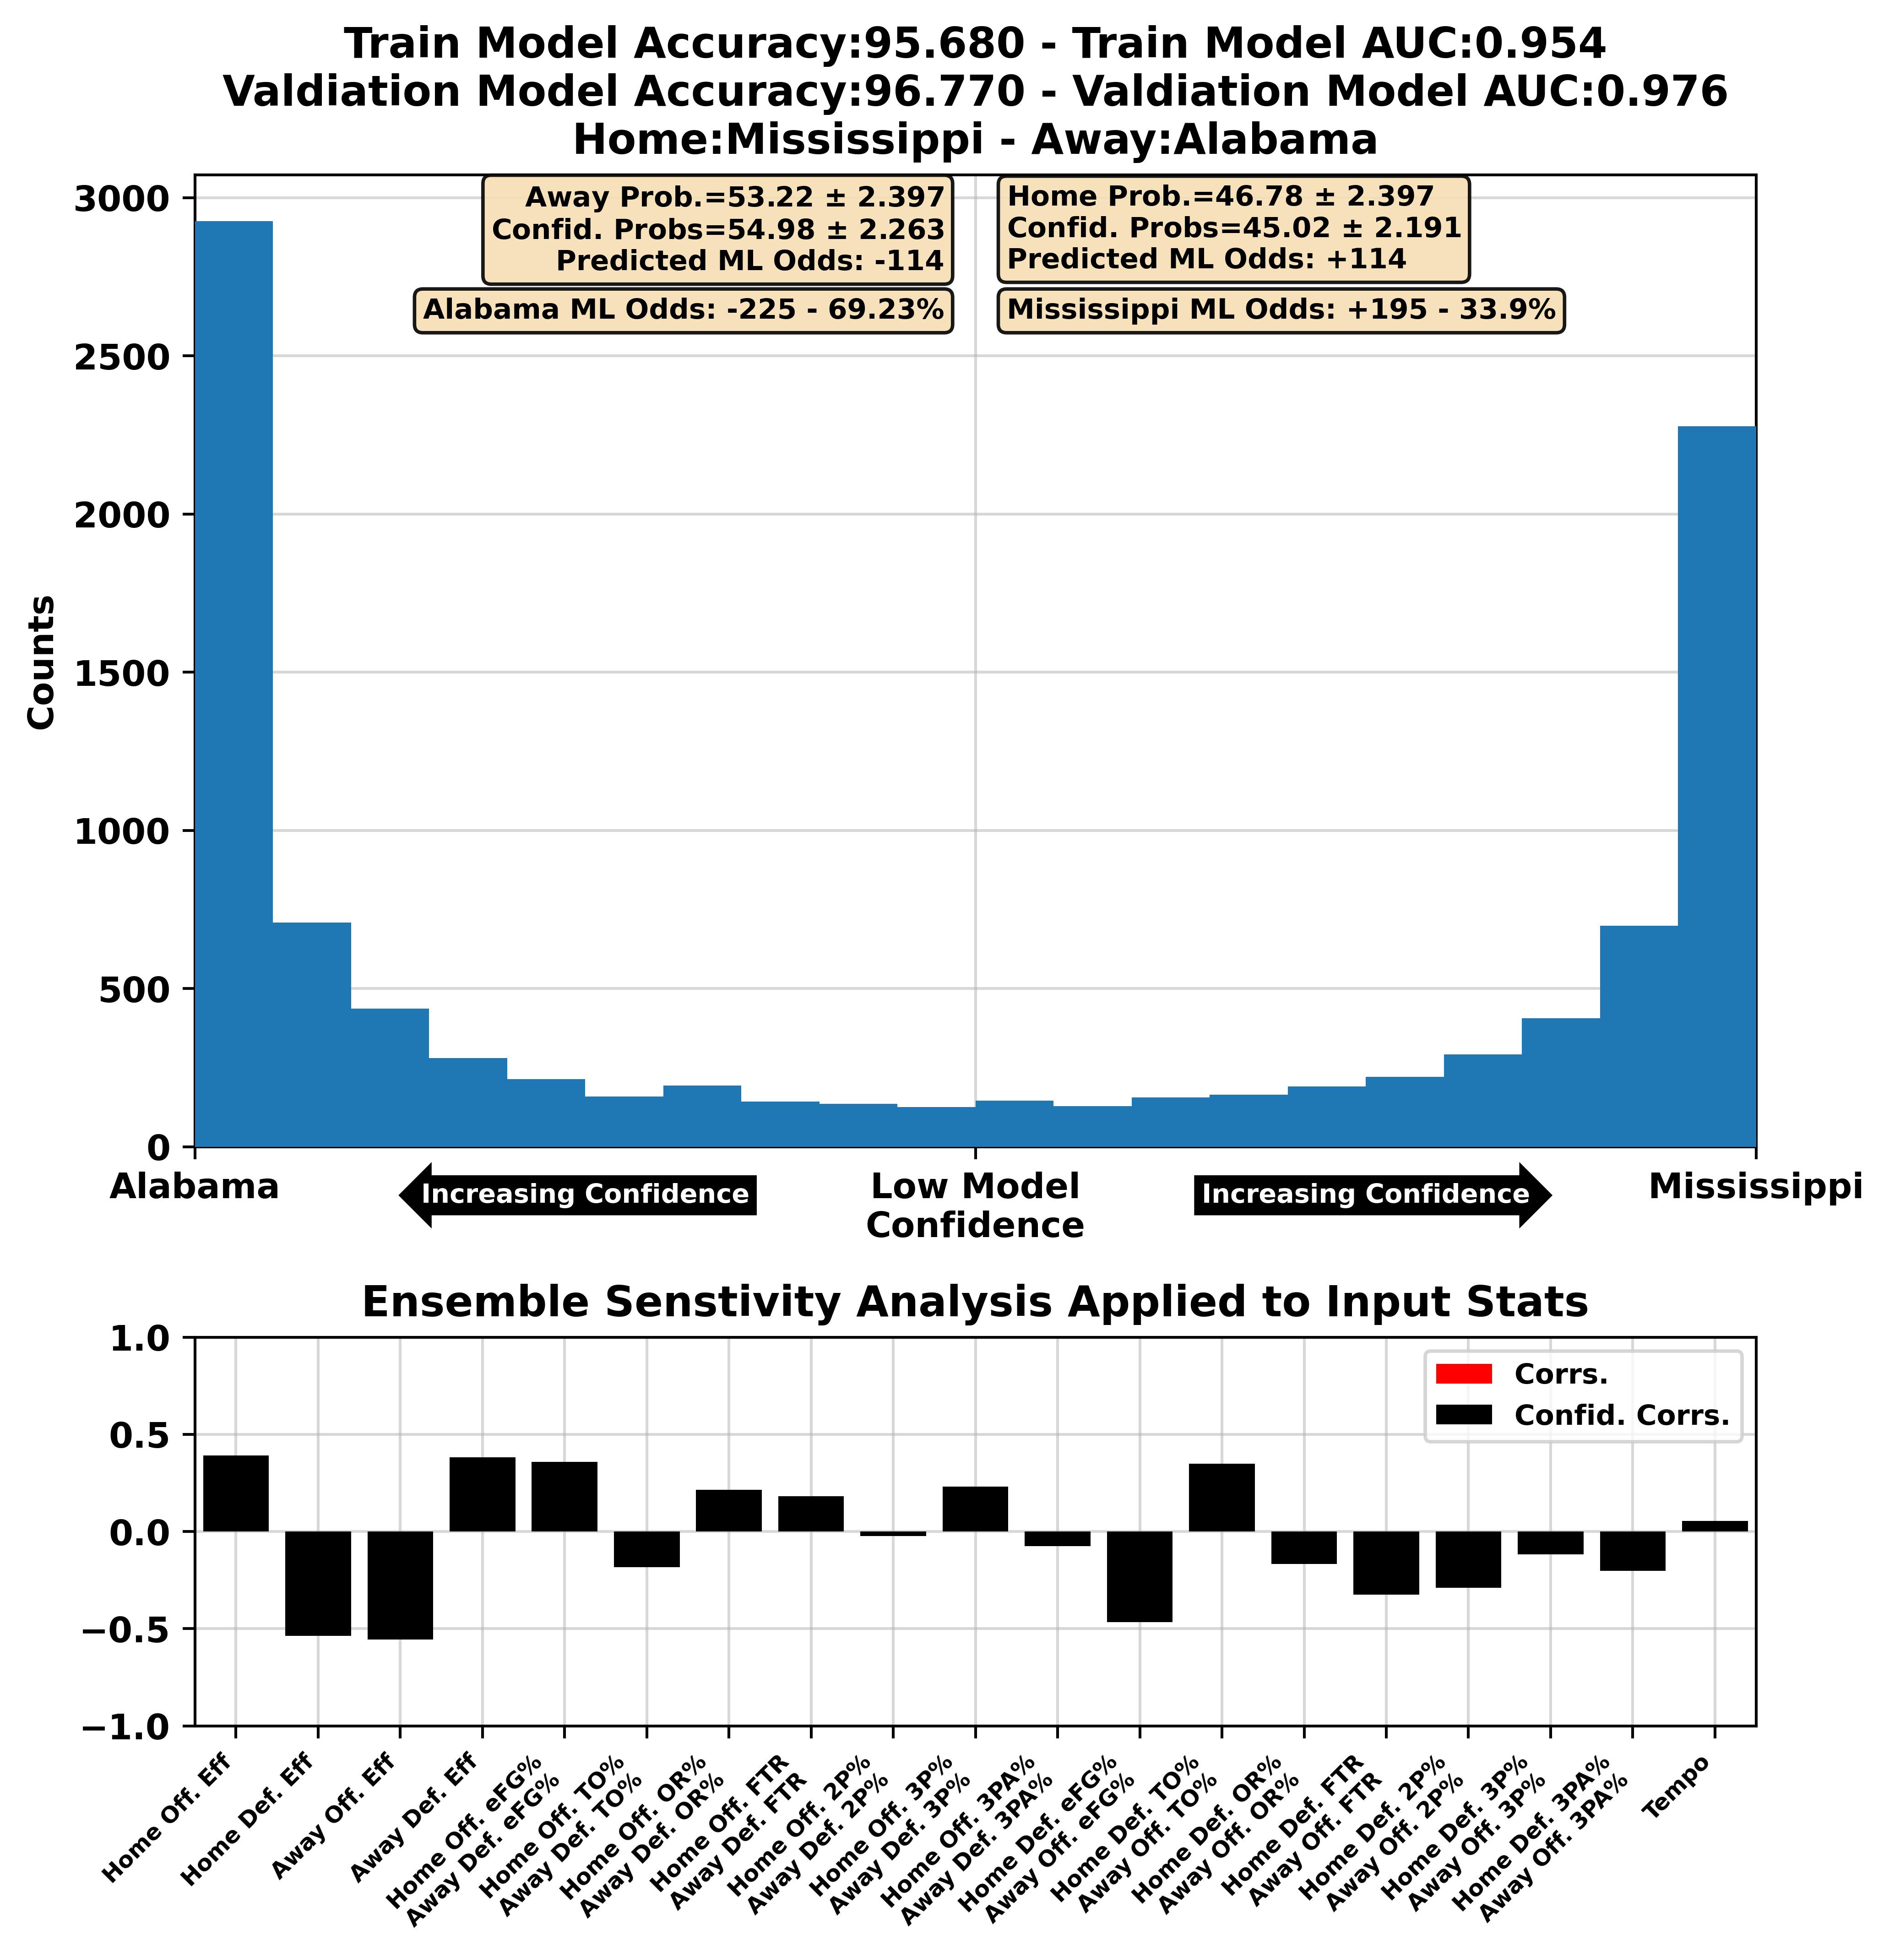 Train Model Accuracy:95.680 - Train Model AUC:0.954
Valdiation Model Accuracy:96.770 - Valdiation Model AUC:0.976
Home:Mississippi - Away:Alabama
Away Prob.=53.22 ± 2.397
Confid. Probs=54.98 ± 2.263
Predicted ML Odds: -114
Alabama ML Odds: -225 - 69.23%
Home Prob.=46.78 ± 2.397
Confid. Probs=45.02 ± 2.191
Predicted ML Odds: +114
Mississippi ML Odds: +195 - 33.9%
3000
2500
2000
1500
1000
500
0
Counts
Alabama
Increasing Confidence
Low Model
Confidence
Increasing Confidence
Mississippi
Ensemble Senstivity Analysis Applied to Input Stats
1.0
0.5
0.0
−0.5
−1.0
Corrs.
Confid. Corrs.
Home Off. Eff
Home Def. Eff
Away Off. Eff
Away Def. Eff
Home Off. eFG%
Away Def. eFG%
Home Off. TO%
Away Def. TO%
Home Off. OR%
Away Def. OR%
Home Off. FTR
Away Def. FTR
Home Off. 2P%
Away Def. 2P%
Home Off. 3P%
Away Def. 3P%
Home Off. 3PA%
Away Def. 3PA%
Home Def. eFG%
Away Off. eFG%
Home Def. TO%
Away Off. TO%
Home Def. OR%
Away Off. OR%
Home Def. FTR
Away Off. FTR
Home Def. 2P%
Away Off. 2P%
Home Def. 3P%
Away Off. 3P%
Home Def. 3PA%
Away Off. 3PA%
Tempo